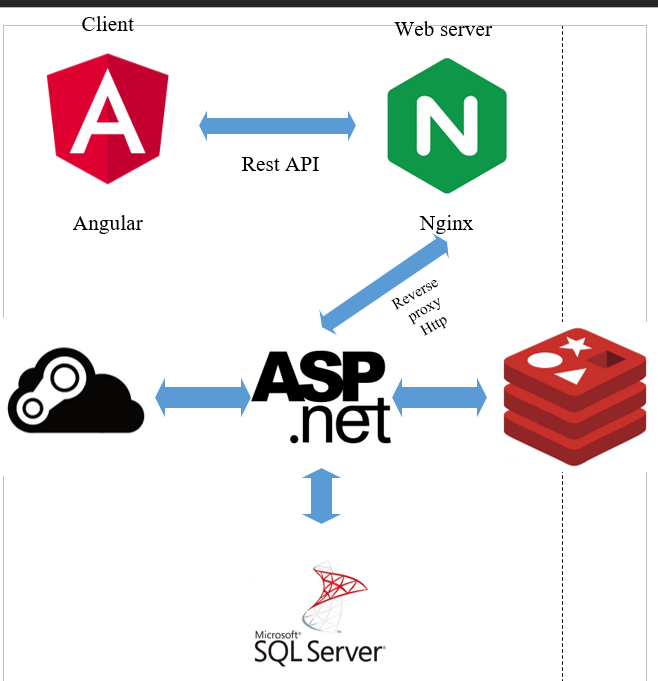 Client
Web server
Rest API
Angular
Nginx
Reverse
proxy
Http
ASP
.net
Microsoft®
SQL Server®